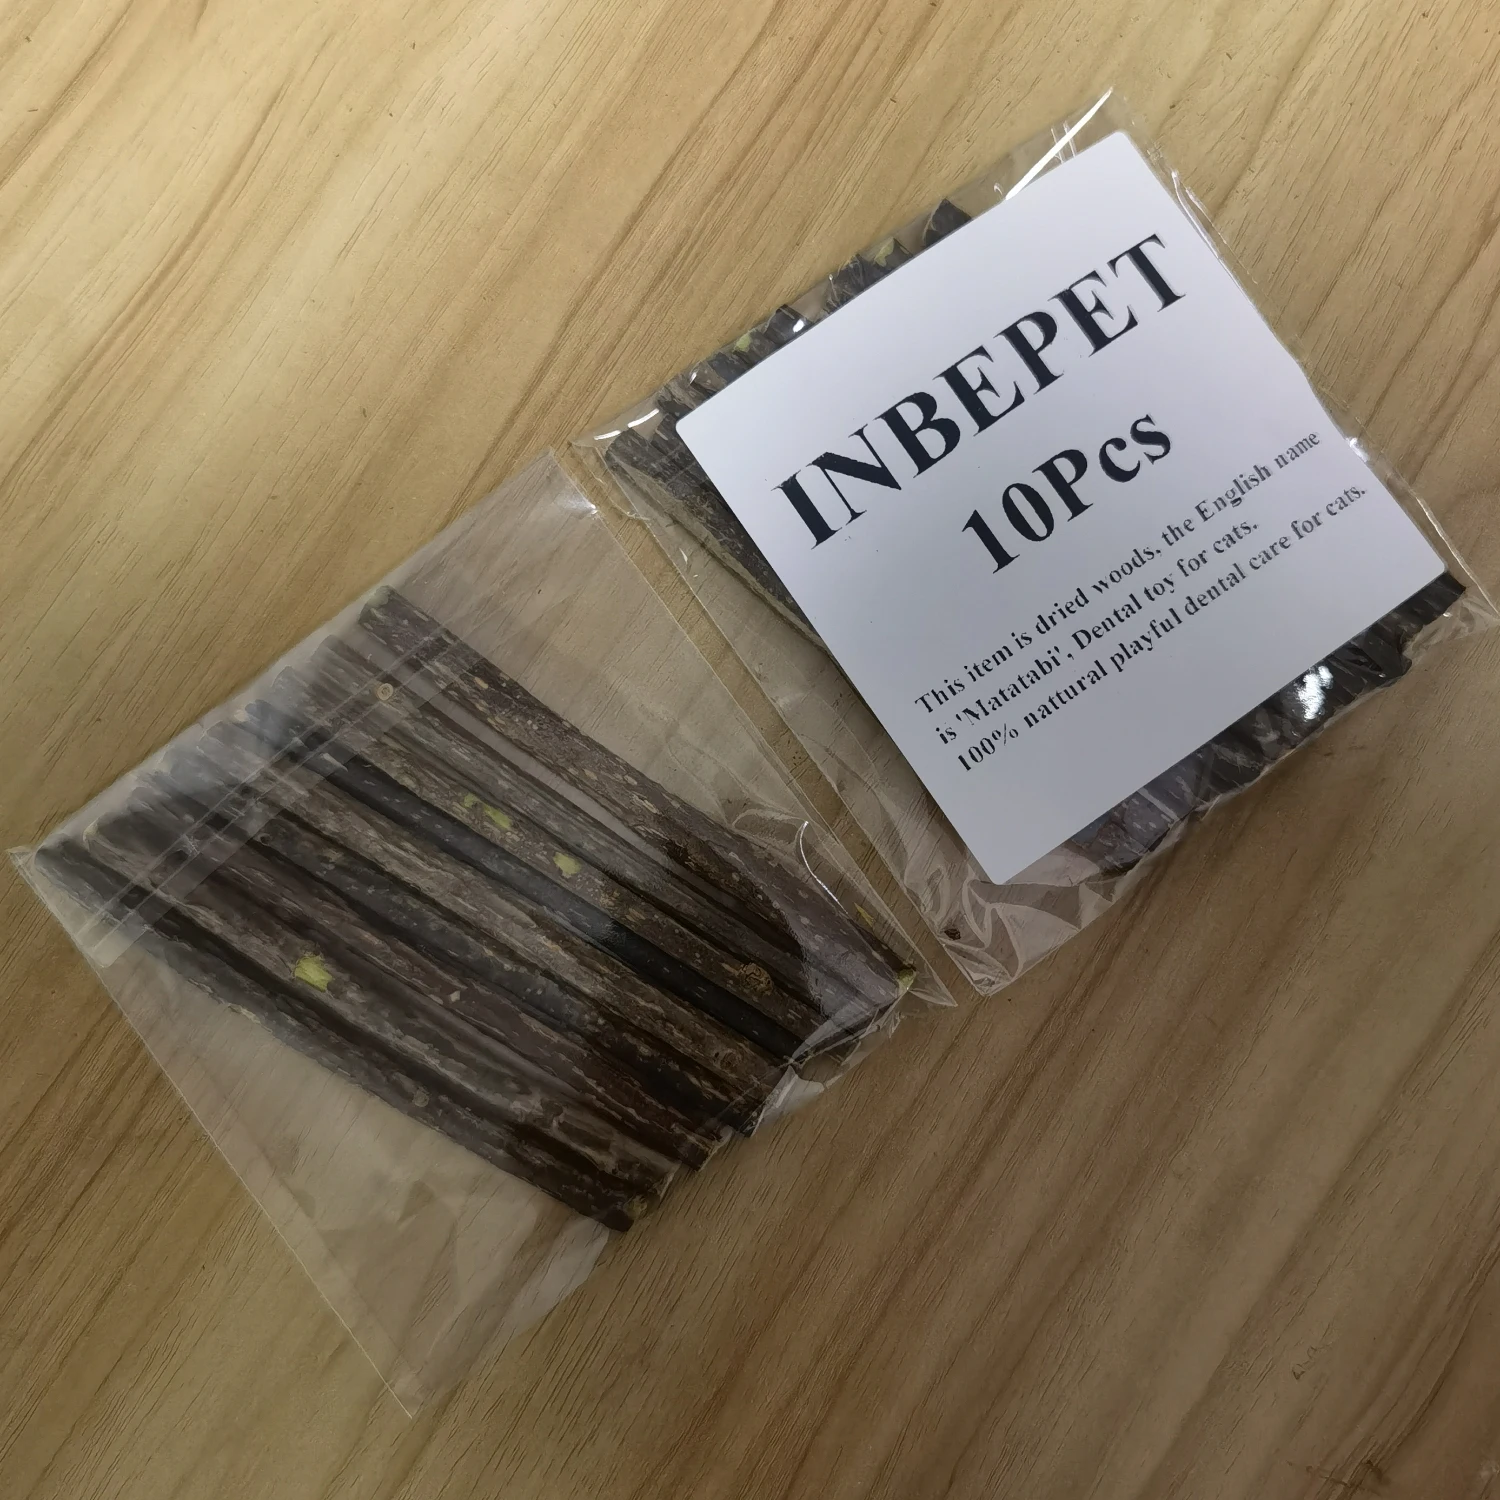 INBEPET
10Pcs
This item is dried woods, the English name
is 'Matatabi', Dental toy for cats.
100% nattural playful dental care for cats.